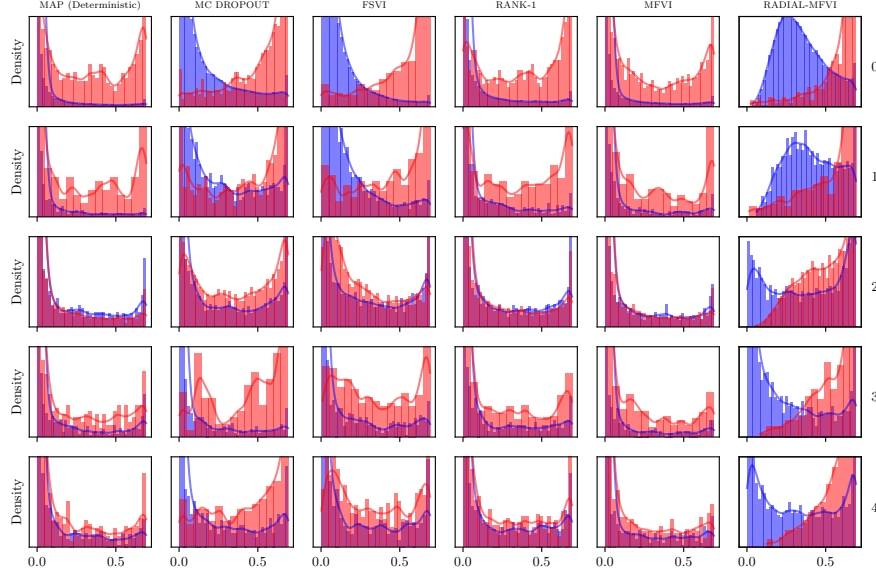 MAP (Deterministic) MC DROPOUT FSVI RANK-1 MFVI RADIAL-MFVI
Density 0
Density 1
Density 2
Density 3
Density 4
0.0 0.5 0.0 0.5 0.0 0.5 0.0 0.5 0.0 0.5 0.0 0.5